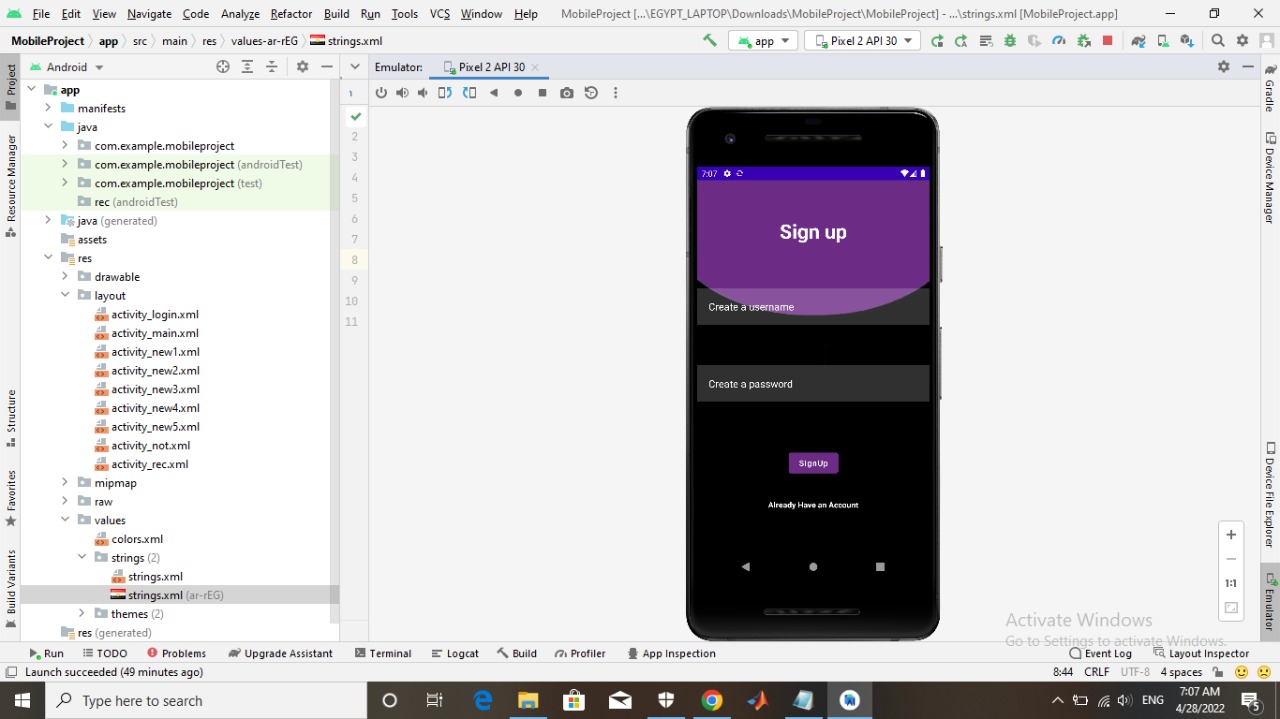 File Edit View Navigate Code Analyze Refactor Build Run Tools VCS Window Help MobileProject [...\EGYPT_LAPTOP\Downloads\MobileProject\MobileProject] - ...\strings.xml [MobileProject.app]
MobileProject app src main res values-ar-rEG strings.xml app Pixel 2 API 30
Android
Emulator: Pixel 2 API 30
Project
Resource Manager
Structure
Favorites
Build Variants
app
manifests
java
com.example.mobileproject
com.example.mobileproject (androidTest)
com.example.mobileproject (test)
rec (androidTest)
java (generated)
assets
res
drawable
layout
activity_login.xml
activity_main.xml
activity_new1.xml
activity_new2.xml
activity_new3.xml
activity_new4.xml
activity_new5.xml
activity_not.xml
activity_rec.xml
mipmap
raw
values
colors.xml
strings (2)
strings.xml
strings.xml (ar-rEG)
themes (2)
res (generated)
1
2
3
4
5
6
7
8
9
10
11
7:07
Sign up
Create a username
Create a password
SignUp
Already Have an Account
1:1
Gradle
Device Manager
Device File Explorer
Emulator
Activate Windows
Go to Settings to activate Windows.
Run TODO Problems Upgrade Assistant Terminal Logcat Build Profiler App Inspection Event Log Layout Inspector
Launch succeeded (49 minutes ago) 8:44 CRLF UTF-8 4 spaces
Type here to search
ENG
7:07 AM
4/28/2022
5